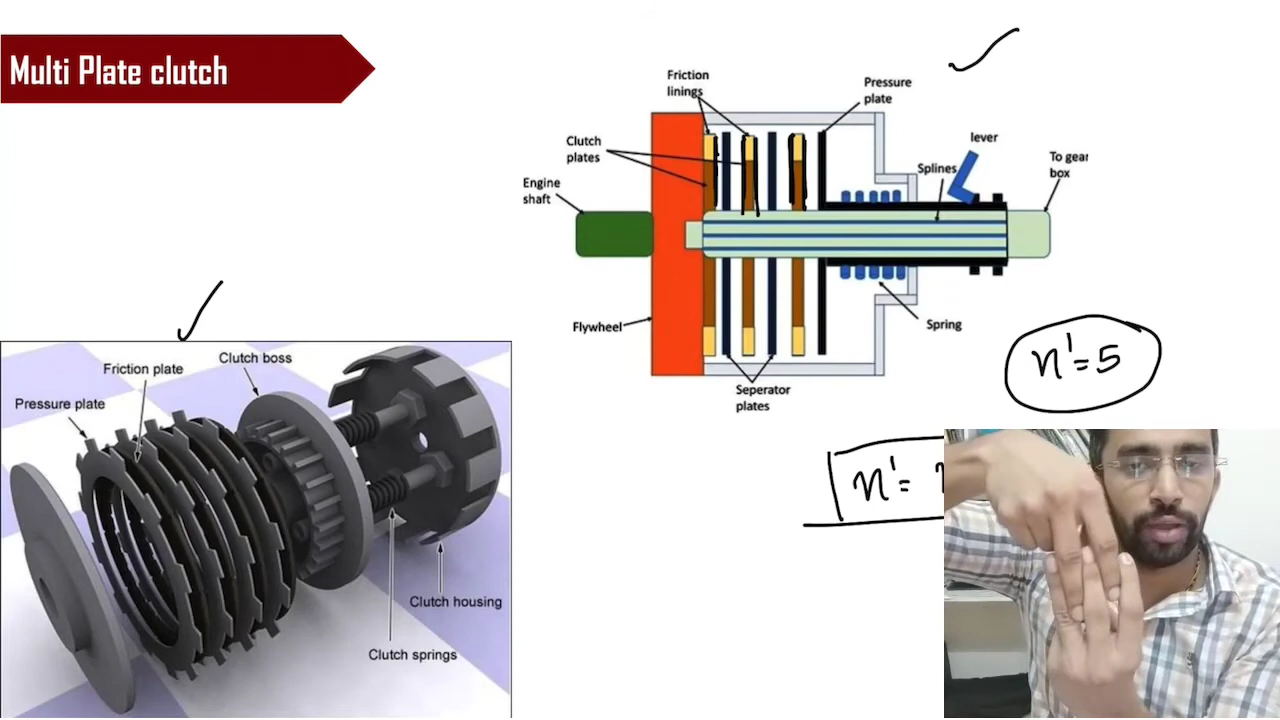 Multi Plate clutch
Friction
linings
Pressure
plate
Clutch
plates
lever
Splines
To gear
box
Engine
shaft
Flywheel
Spring
Seperator
plates
n' = 5
n' =
Clutch boss
Friction plate
Pressure plate
Clutch housing
Clutch springs